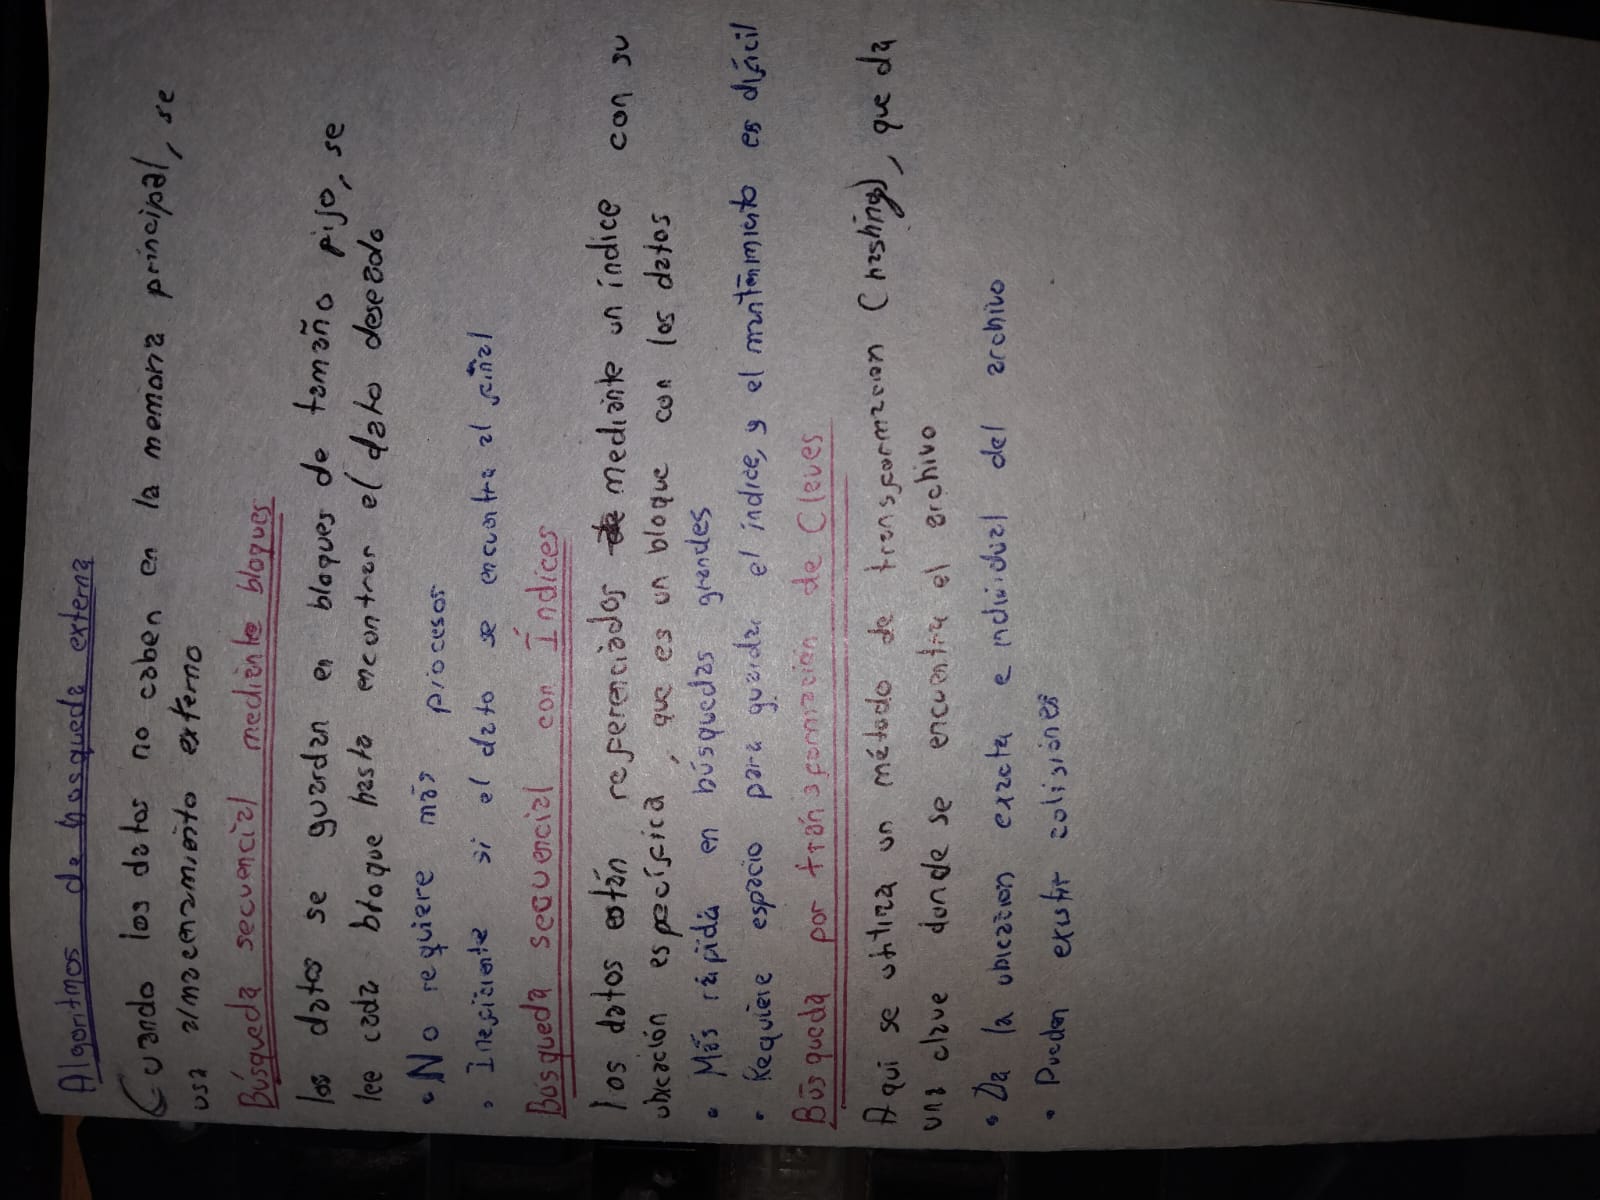 Algoritmos de busqueda externa
Cuando los datos no caben en la memoria principal, se
usa almacenamiento externo
Búsqueda secuencial mediante bloques
los datos se guardan en bloques de tamaño fijo, se
lee cada bloque hasta encontrar el dato deseado
• No requiere más procesos
• Ineficiente si el dato se encuentra al final
Búsqueda secuencial con Índices
los datos están referenciados de mediante un índice con su
ubicación específica, que es un bloque con los datos
• Más rápida en búsquedas grandes
• Requiere espacio para guardar el índice, y el mantenimiento es difícil
Búsqueda por transformación de Claves
Aqui se utiliza un método de transformacion (hashing), que da
una clave donde se encuentra el archivo
• Da la ubicacion exacta e individual del archivo
• Pueden existir colisiones